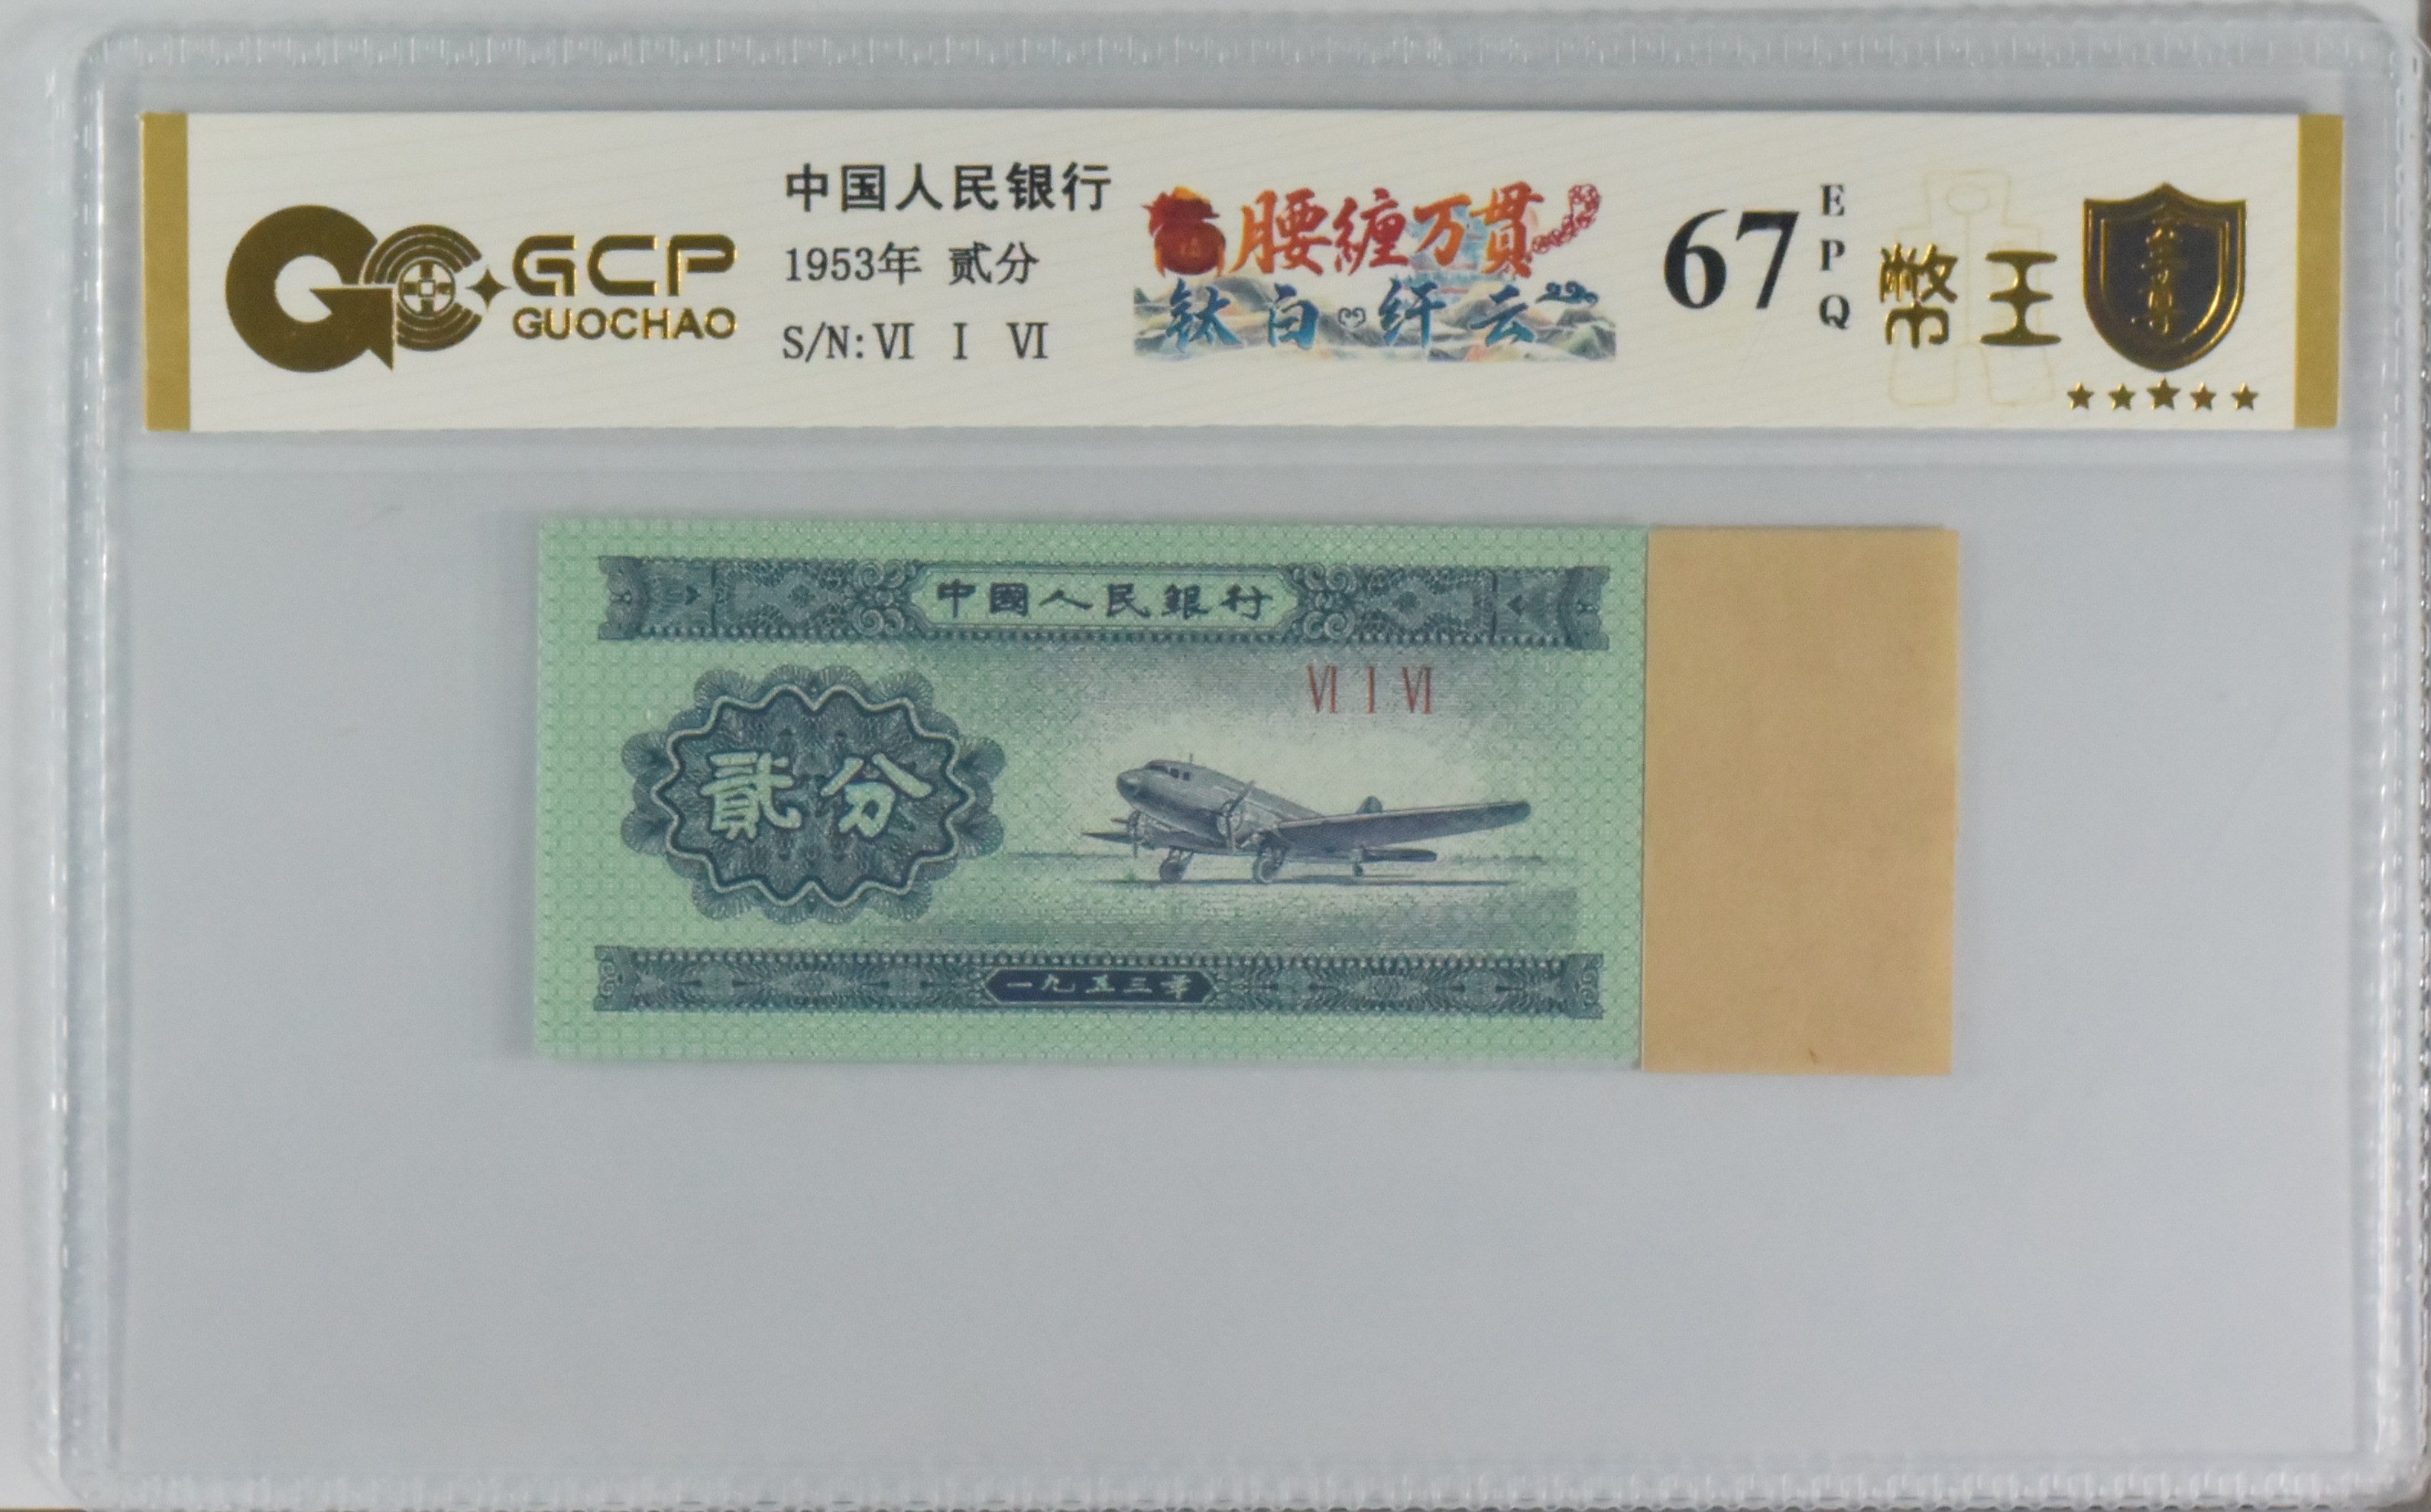 GCP
GUOCHAO
中国人民银行
1953年 贰分
S/N:Ⅵ Ⅰ Ⅵ
腰缠万贯
钛白纤云
67
EPQ
幣王
中國人民銀行
Ⅵ Ⅰ Ⅵ
貳分
一九五三年